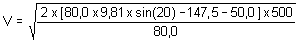 V = √(2 x [80,0 x 9,81 x sin(20) – 147,5 – 50,0] x 500 / 80,0)